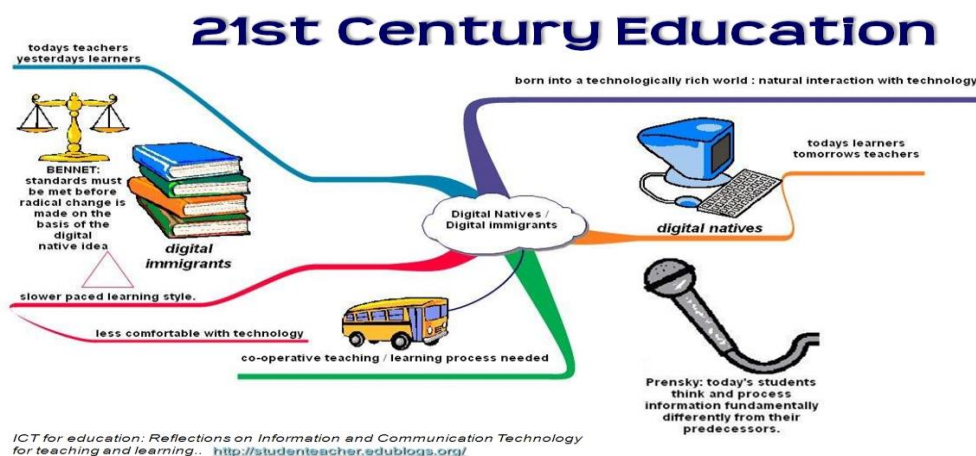 21st Century Education
todays teachers
yesterdays learners
born into a technologically rich world : natural interaction with technology
BENNET:
standards must
be met before
radical change is
made on the
basis of the
digital
native idea
digital
immigrants
Digital Natives /
Digital immigrants
todays learners
tomorrows teachers
digital natives
slower paced learning style.
less comfortable with technology
co-operative teaching / learning process needed
Prensky: today's students
think and process
information fundamentally
differently from their
predecessors.
ICT for education: Reflections on Information and Communication Technology
for teaching and learning.. http://studenteacher.edublogs.org/